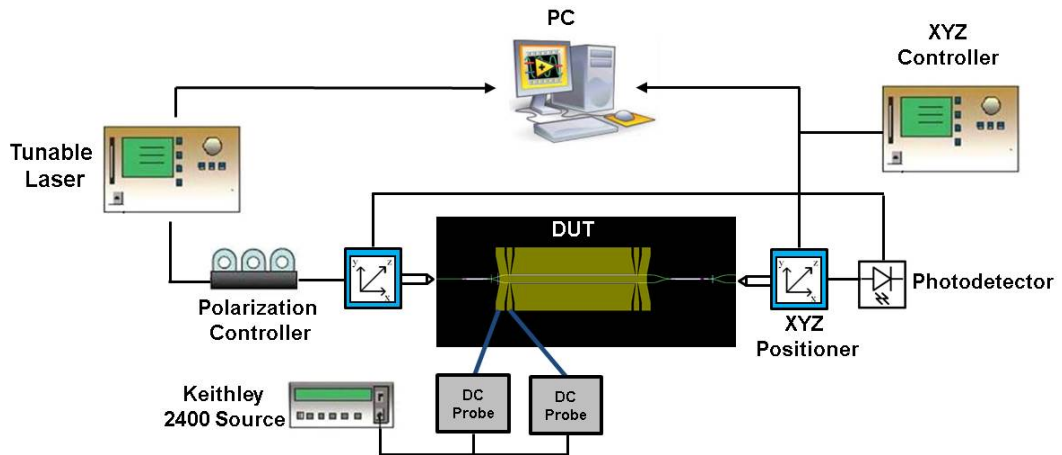 PC
XYZ
Controller
Tunable
Laser
DUT
y
z
x
y
z
x
Polarization
Controller
Photodetector
XYZ
Positioner
Keithley
2400 Source
DC
Probe
DC
Probe